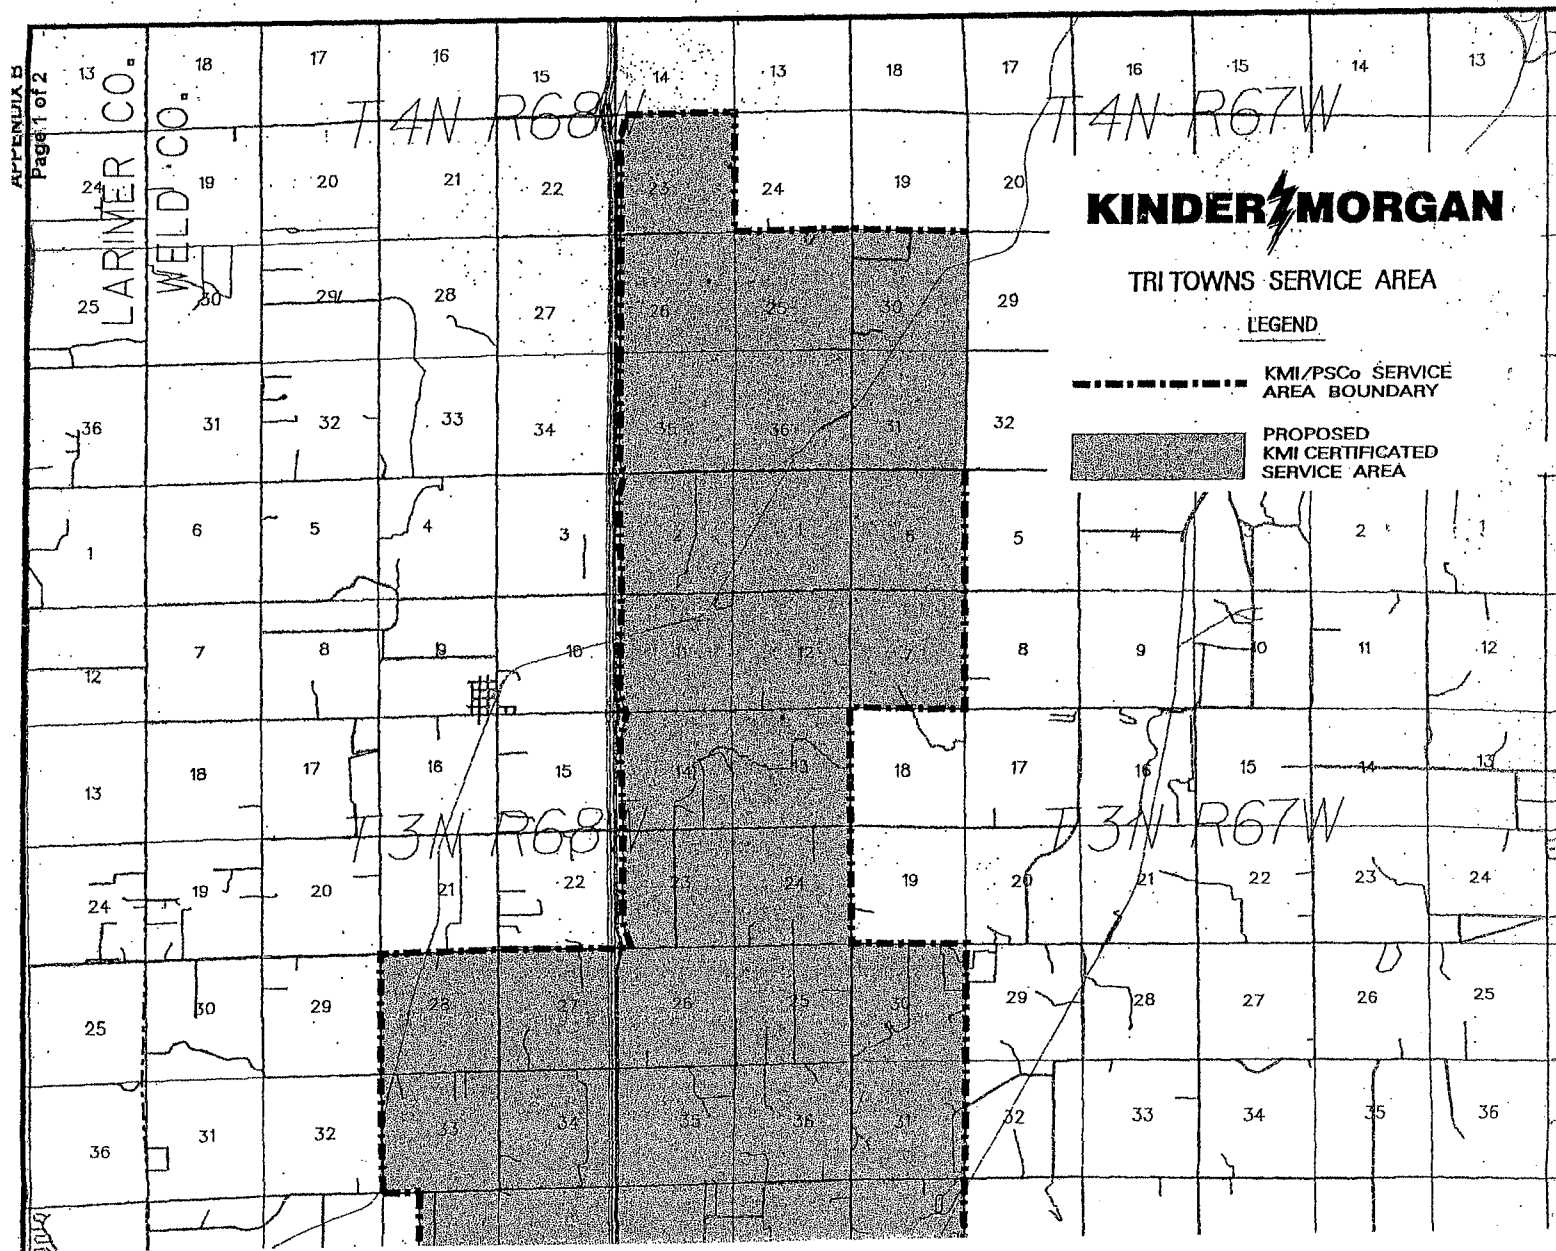 APPENDIX B
Page 1 of 2
LARIMER CO.
WELD CO.
13 18 17 16 15 14 13 18 17 16 15 14 13
T 4N R68W T 4N R67W
24 19 20 21 22 23 24 19 20
KINDER MORGAN
TRI TOWNS SERVICE AREA
25 30 29 28 27 26 25 30 29
LEGEND
KMI/PSCo SERVICE
AREA BOUNDARY
36 31 32 33 34 35 36 31 32
PROPOSED
KMI CERTIFICATED
SERVICE AREA
1 6 5 4 3 2 1 6 5 4 3 2 1
12 7 8 9 10 11 12 7 8 9 10 11 12
13 18 17 16 15 14 13 18 17 16 15 14 13
T 3N R68W T 3N R67W
24 19 20 21 22 23 24 19 20 21 22 23 24
25 30 29 28 27 26 25 30 29 28 27 26 25
36 31 32 33 34 35 36 31 32 33 34 35 36